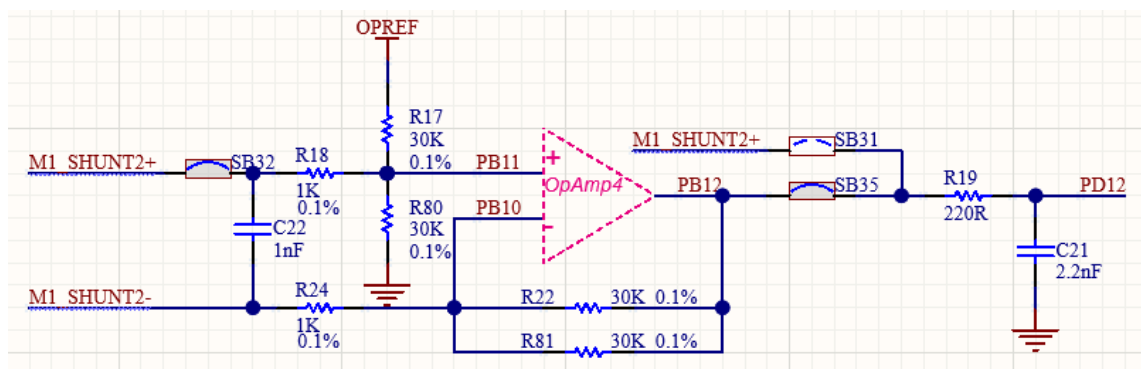 OPREF
R17
30K
0.1%
M1_SHUNT2+
SB32
R18
1K
0.1%
PB11
M1_SHUNT2+
SB31
OpAmp4
+
-
PB12
SB35
R19
220R
PD12
R80
30K
0.1%
PB10
C22
1nF
C21
2.2nF
M1_SHUNT2-
R24
1K
0.1%
R22 30K 0.1%
R81 30K 0.1%